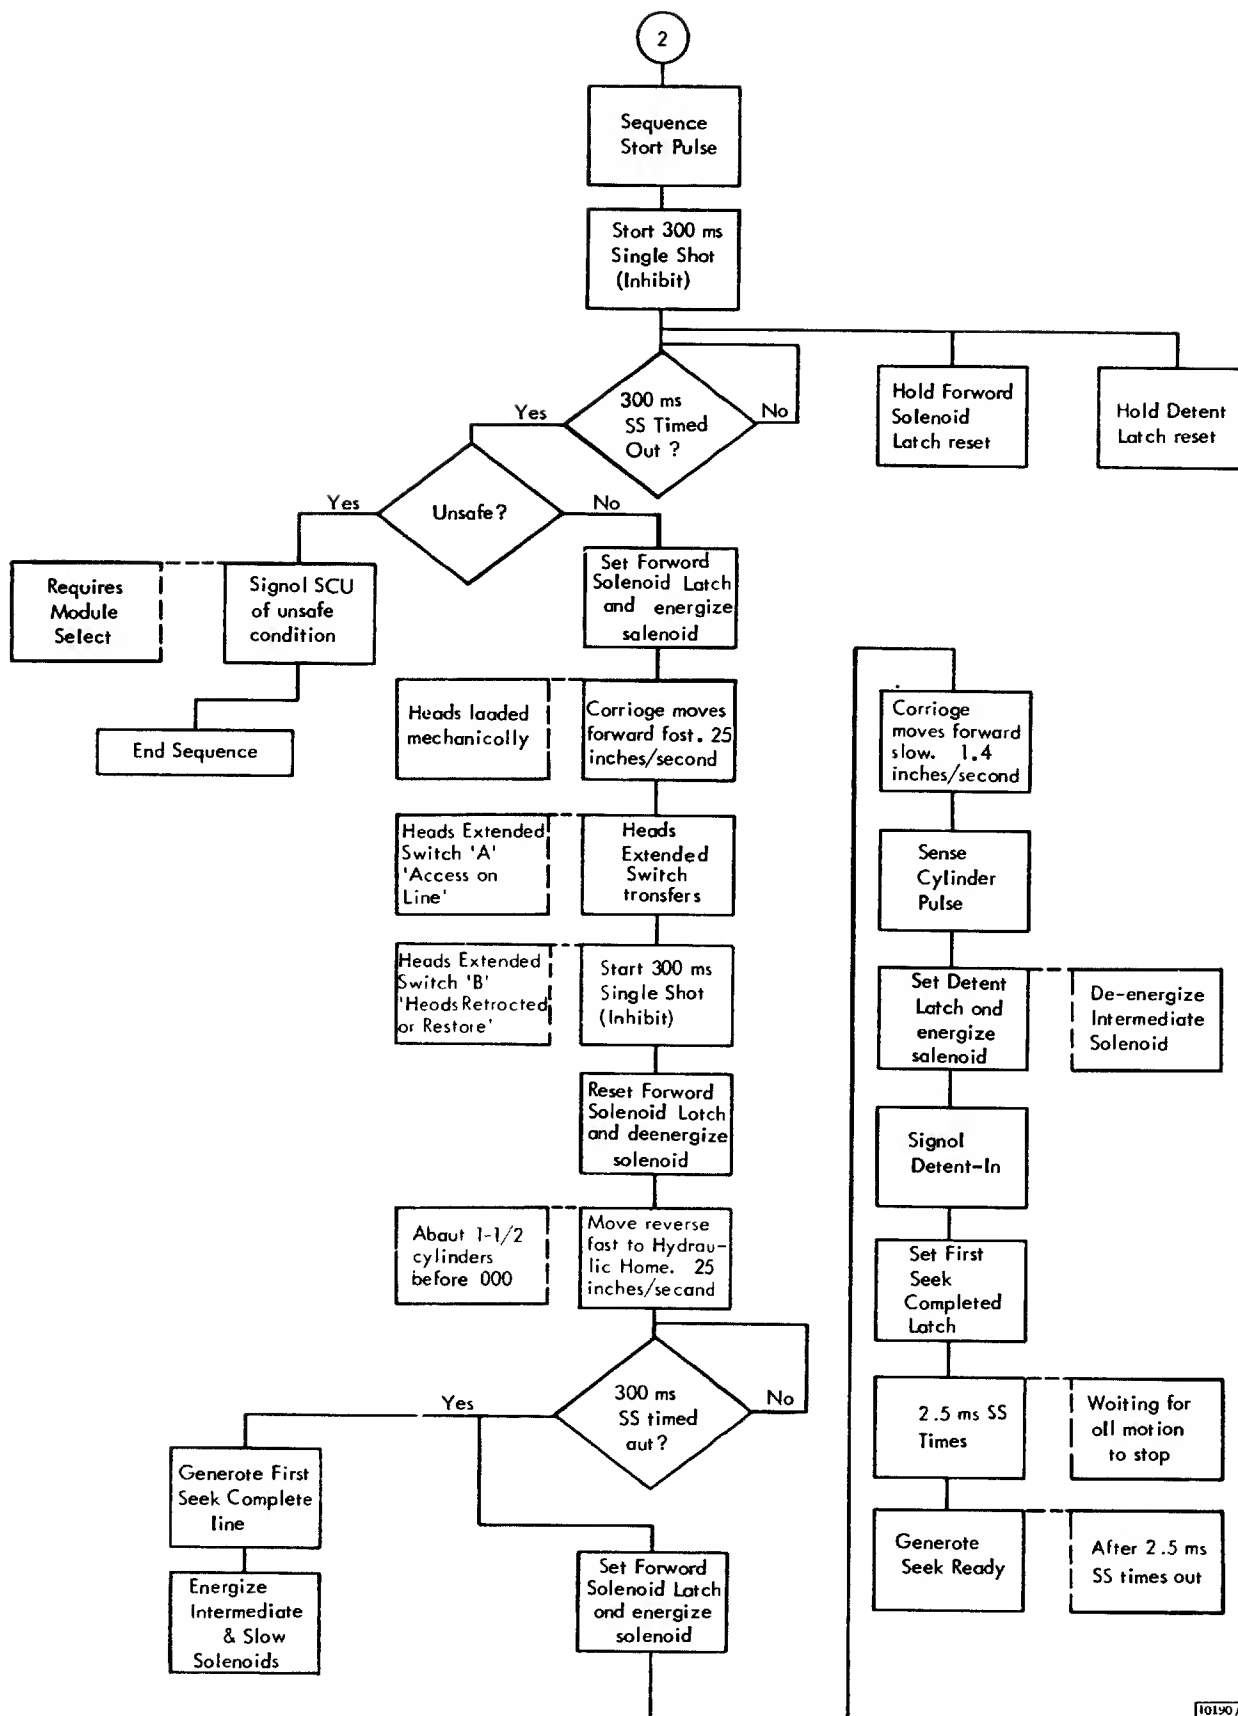 2
Sequence
Start Pulse
Start 300 ms
Single Shot
(Inhibit)
300 ms
SS Timed
Out ?
Yes
No
Hold Forword
Solenoid
Latch reset
Hold Detent
Latch reset
Unsafe?
Yes
No
Requires
Module
Select
Signol SCU
of unsafe
condition
End Sequence
Set Forword
Solenoid Latch
and energize
salenoid
Heads laaded
mechanicolly
Corrioge moves
forward fost. 25
inches/second
Heads Extended
Switch 'A'
'Access on
Line'
Heads
Extended
Switch
transfers
Heads Extended
Switch 'B'
'Heods Retrocted
or Restore'
Start 300 ms
Single Shot
(Inhibit)
Reset Forword
Solenoid Lotch
and deenergize
solenoid
Abaut 1-1/2
cylinders
before 000
Move reverse
fast to Hydrau-
lic Home. 25
inches/secand
300 ms
SS timed
aut?
Yes
No
Generote First
Seek Complete
line
Energize
Intermediate
& Slow
Solenoids
Set Forword
Solenoid Latch
ond energize
solenoid
Corrioge
moves forward
slow. 1.4
inches/second
Sense
Cylinder
Pulse
Set Detent
Latch ond
energize
salenoid
De-energize
Intermediate
Solenoid
Signol
Detent-In
Set First
Seek
Completed
Latch
2.5 ms SS
Times
Woiting for
oll motion
to stop
Generote
Seek Ready
After 2.5 ms
SS times out